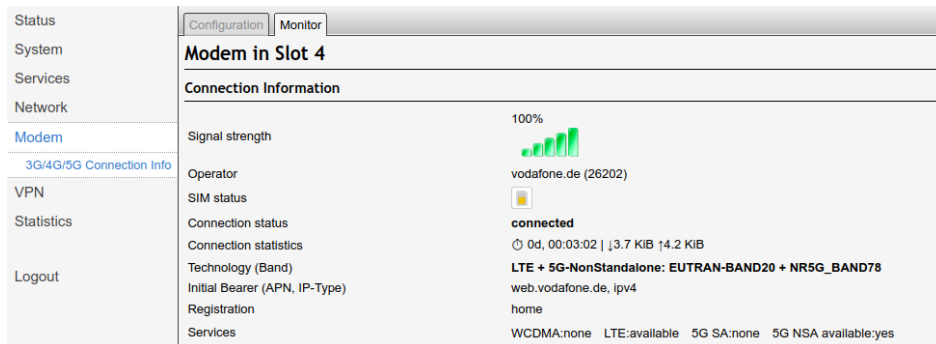 Status
System
Services
Network
Modem
3G/4G/5G Connection Info
VPN
Statistics
Logout
Configuration Monitor
Modem in Slot 4
Connection Information
Signal strength 100%
Operator vodafone.de (26202)
SIM status
Connection status connected
Connection statistics ⏱ 0d, 00:03:02 | ↓3.7 KiB ↑4.2 KiB
Technology (Band) LTE + 5G-NonStandalone: EUTRAN-BAND20 + NR5G_BAND78
Initial Bearer (APN, IP-Type) web.vodafone.de, ipv4
Registration home
Services WCDMA:none LTE:available 5G SA:none 5G NSA available:yes